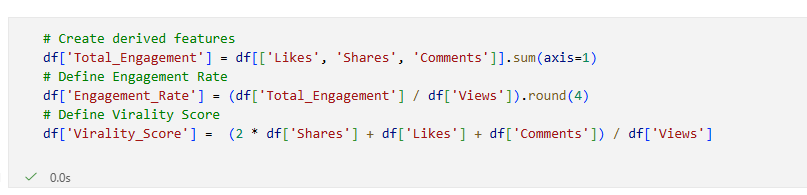 # Create derived features
df['Total_Engagement'] = df[['Likes', 'Shares', 'Comments']].sum(axis=1)
# Define Engagement Rate
df['Engagement_Rate'] = (df['Total_Engagement'] / df['Views']).round(4)
# Define Virality Score
df['Virality_Score'] =  (2 * df['Shares'] + df['Likes'] + df['Comments']) / df['Views']
✓ 0.0s